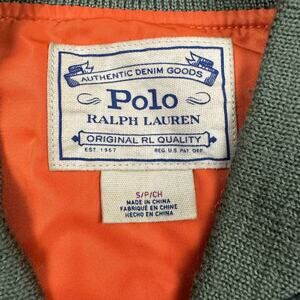 AUTHENTIC DENIM GOODS
Polo
RALPH LAUREN
ORIGINAL RL QUALITY
EST. 1967 REG. U.S. PAT. OFF.
S/P/CH
MADE IN CHINA
FABRIQUÉ EN CHINE
HECHO EN CHINA